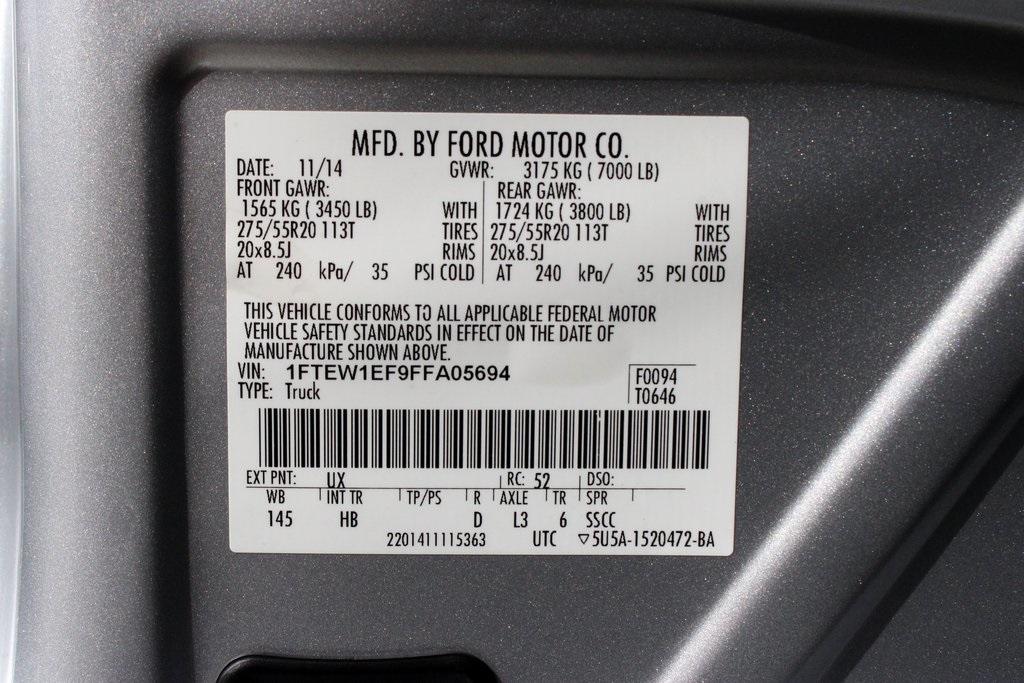 MFD. BY FORD MOTOR CO.
DATE: 11/14 GVWR: 3175 KG ( 7000 LB)
FRONT GAWR: REAR GAWR:
1565 KG ( 3450 LB) WITH 1724 KG ( 3800 LB) WITH
275/55R20 113T TIRES 275/55R20 113T TIRES
20x8.5J RIMS 20x8.5J RIMS
AT 240 kPa/ 35 PSI COLD AT 240 kPa/ 35 PSI COLD
THIS VEHICLE CONFORMS TO ALL APPLICABLE FEDERAL MOTOR
VEHICLE SAFETY STANDARDS IN EFFECT ON THE DATE OF
MANUFACTURE SHOWN ABOVE.
VIN: 1FTEW1EF9FFA05694 F0094
TYPE: Truck T0646
EXT PNT: UX RC: 52 DSO:
WB INT TR TP/PS R AXLE TR SPR
145 HB D L3 6 SSCC
2201411115363 UTC ▽5U5A-1520472-BA